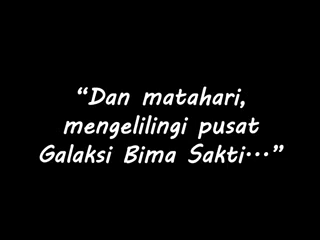 “Dan matahari,
mengelilingi pusat
Galaksi Bima Sakti...”